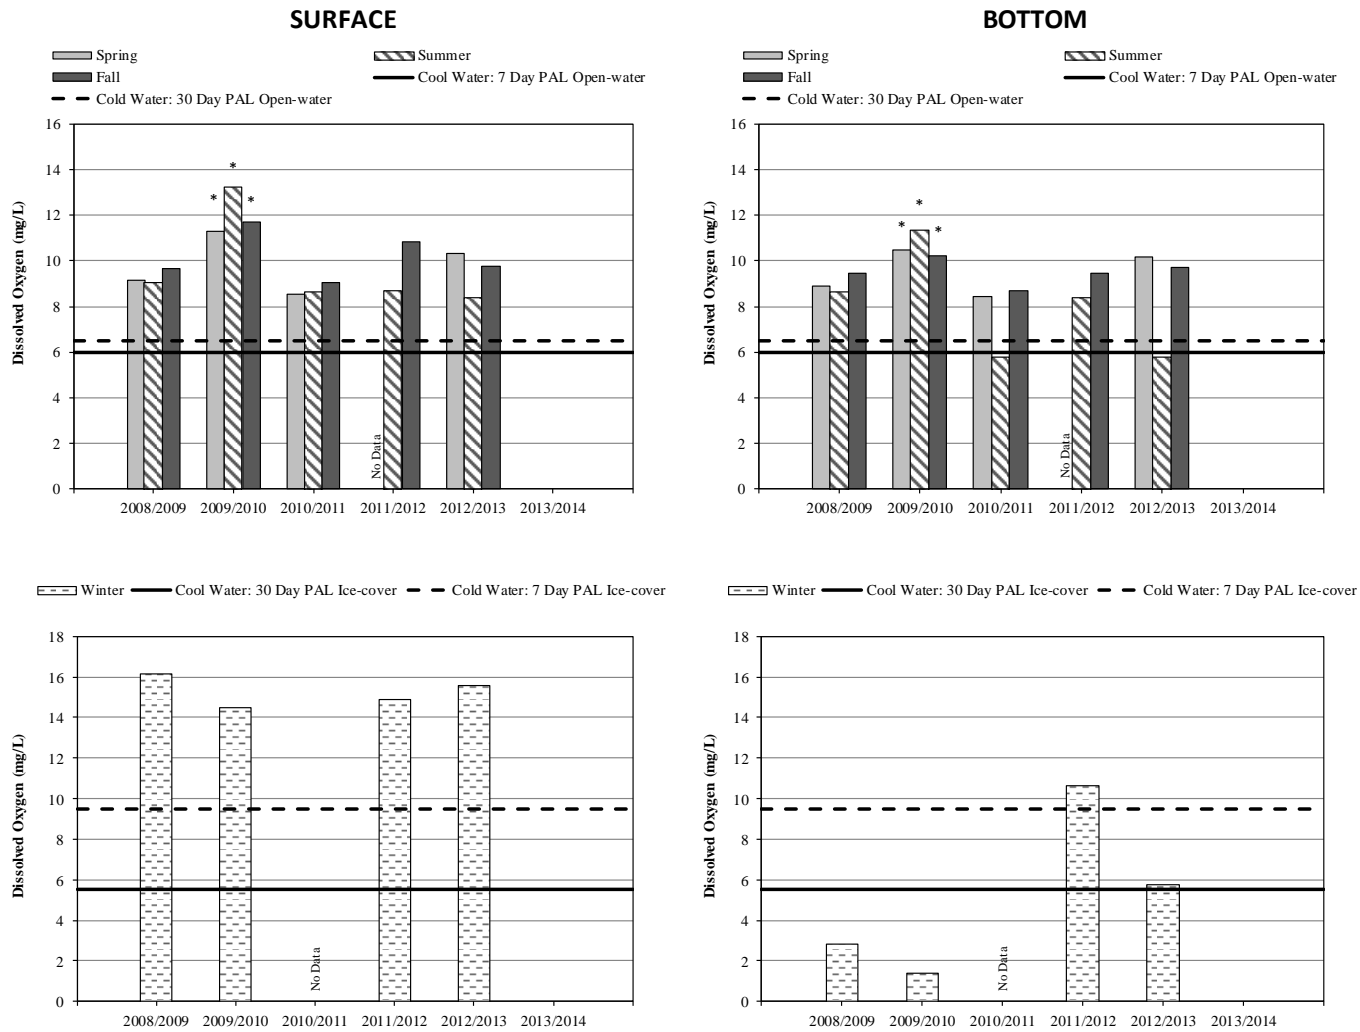 SURFACE
BOTTOM
Spring
Summer
Fall
Cool Water: 7 Day PAL Open-water
Cold Water: 30 Day PAL Open-water
Dissolved Oxygen (mg/L)
16
14
12
10
8
6
4
2
0
*
*
*
No Data
2008/2009 2009/2010 2010/2011 2011/2012 2012/2013 2013/2014
Spring
Summer
Fall
Cool Water: 7 Day PAL Open-water
Cold Water: 30 Day PAL Open-water
Dissolved Oxygen (mg/L)
16
14
12
10
8
6
4
2
0
*
*
*
No Data
2008/2009 2009/2010 2010/2011 2011/2012 2012/2013 2013/2014
Winter Cool Water: 30 Day PAL Ice-cover Cold Water: 7 Day PAL Ice-cover
Dissolved Oxygen (mg/L)
18
16
14
12
10
8
6
4
2
0
No Data
2008/2009 2009/2010 2010/2011 2011/2012 2012/2013 2013/2014
Winter Cool Water: 30 Day PAL Ice-cover Cold Water: 7 Day PAL Ice-cover
Dissolved Oxygen (mg/L)
18
16
14
12
10
8
6
4
2
0
No Data
2008/2009 2009/2010 2010/2011 2011/2012 2012/2013 2013/2014